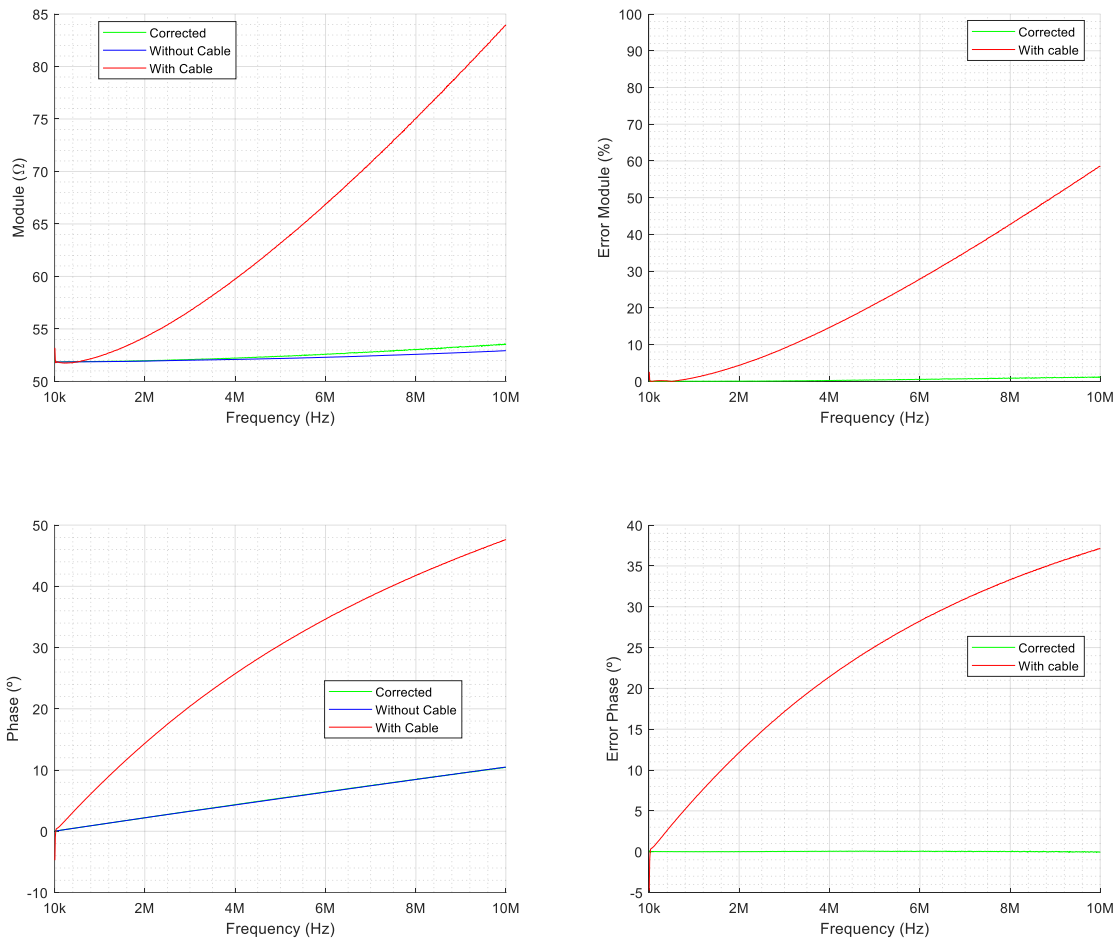 85
80
75
70
65
60
55
50
Module (Ω)
10k 2M 4M 6M 8M 10M
Frequency (Hz)
Corrected
Without Cable
With Cable
100
90
80
70
60
50
40
30
20
10
0
Error Module (%)
10k 2M 4M 6M 8M 10M
Frequency (Hz)
Corrected
With cable
50
40
30
20
10
0
-10
Phase (º)
10k 2M 4M 6M 8M 10M
Frequency (Hz)
Corrected
Without Cable
With Cable
40
35
30
25
20
15
10
5
0
-5
Error Phase (º)
10k 2M 4M 6M 8M 10M
Frequency (Hz)
Corrected
With cable